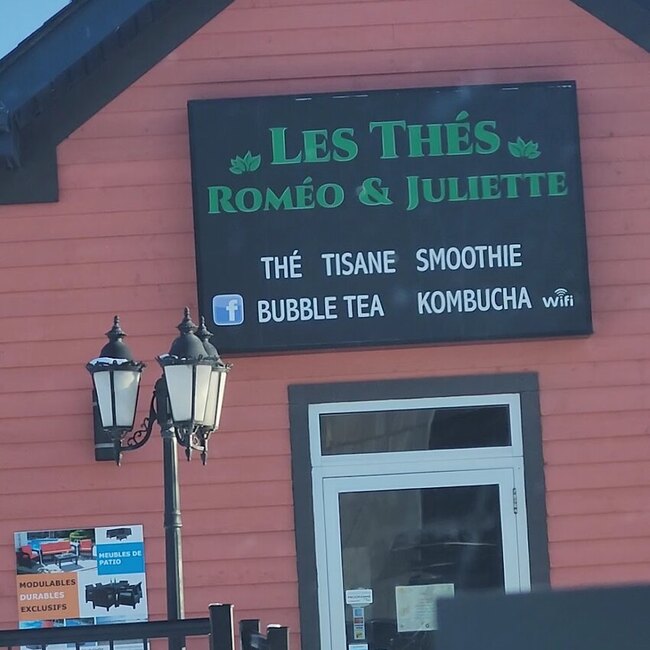 LES THÉS
ROMÉO & JULIETTE
THÉ TISANE SMOOTHIE
f BUBBLE TEA KOMBUCHA wifi
MEUBLES DE
PATIO
MODULABLES
DURABLES
EXCLUSIFS